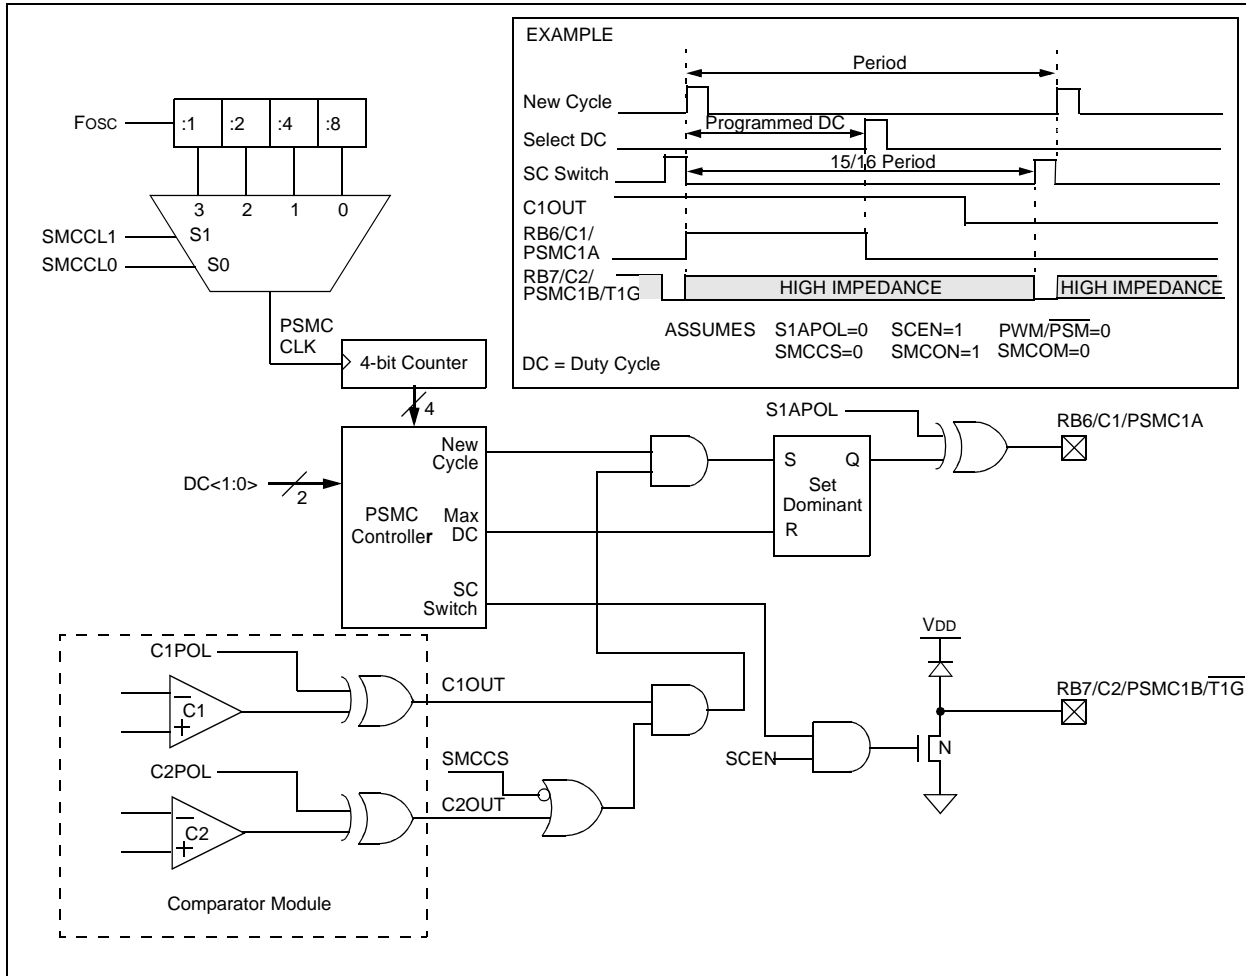 EXAMPLE
Period
New Cycle
Programmed DC
Select DC
15/16 Period
SC Switch
C1OUT
RB6/C1/
PSMC1A
RB7/C2/
PSMC1B/T1G
HIGH IMPEDANCE
HIGH IMPEDANCE
ASSUMES S1APOL=0 SCEN=1 PWM/PSM=0
SMCCS=0 SMCON=1 SMCOM=0
DC = Duty Cycle
FOSC
:1 :2 :4 :8
3 2 1 0
SMCCL1
S1
SMCCL0
S0
PSMC
CLK
4-bit Counter
4
S1APOL
RB6/C1/PSMC1A
New
Cycle
S Q
Set
Dominant
R
DC<1:0>
2
PSMC
Controller
Max
DC
SC
Switch
VDD
C1POL
C1OUT
C1
RB7/C2/PSMC1B/T1G
N
SCEN
SMCCS
C2POL
C2OUT
C2
Comparator Module